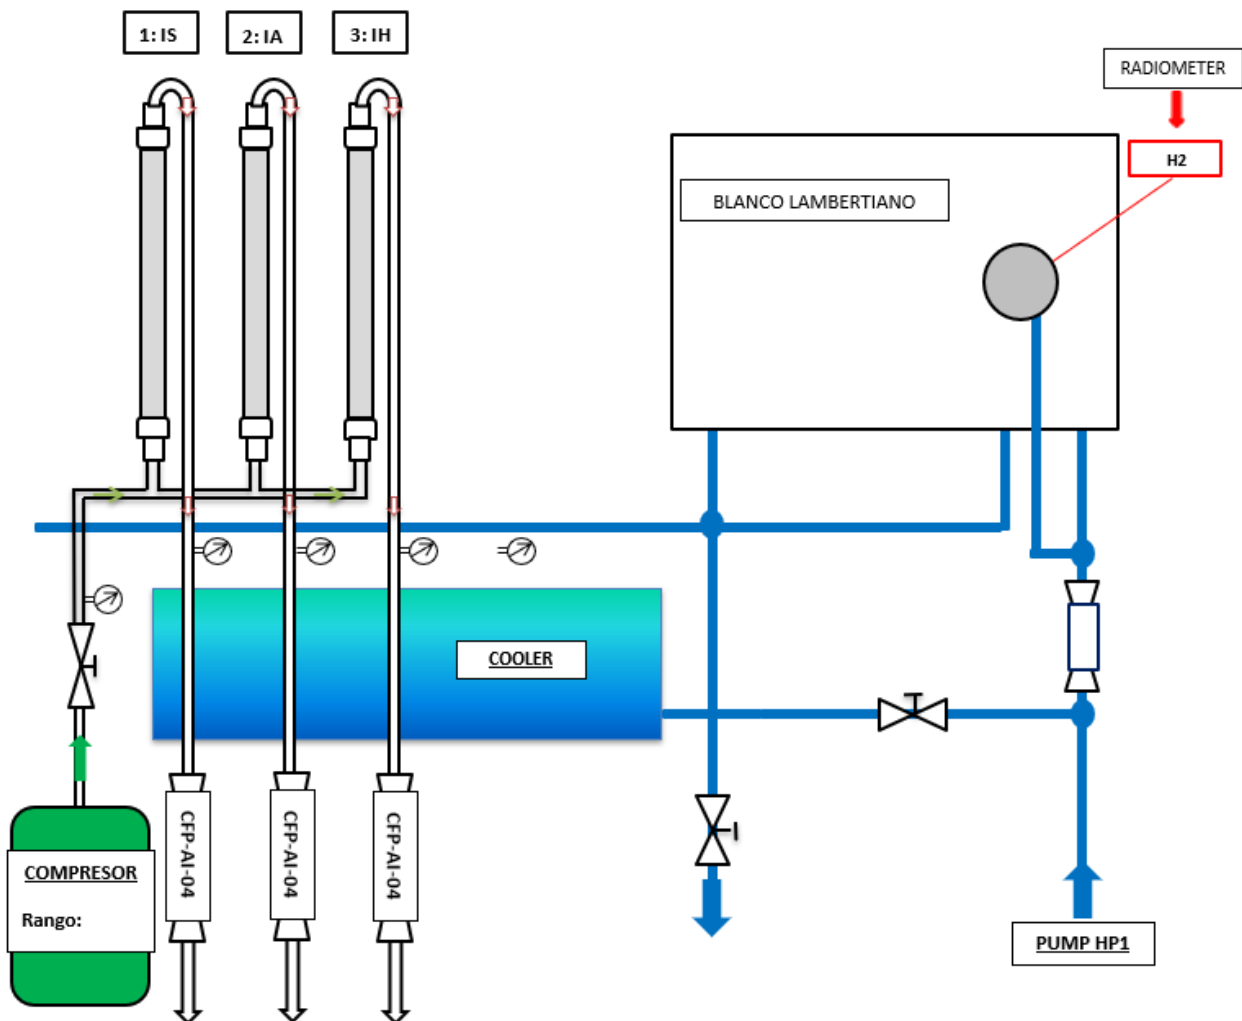 1: IS
2: IA
3: IH
RADIOMETER
H2
BLANCO LAMBERTIANO
COOLER
CFP-AI-04
CFP-AI-04
CFP-AI-04
COMPRESOR
Rango:
PUMP HP1